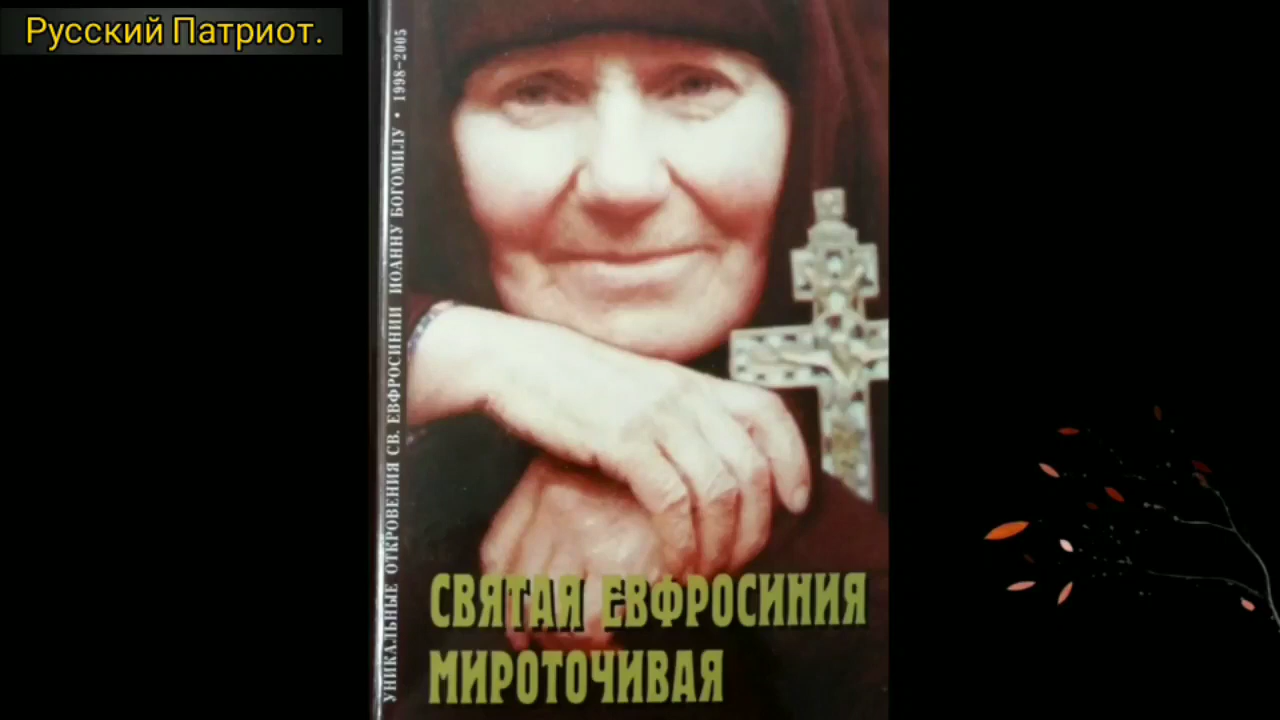 Русский Патриот.
УНИКАЛЬНЫЕ ОТКРОВЕНИЯ СВ. ЕВФРОСИНИИ ИОАННУ БОГОМИЛУ • 1998–2005
СВЯТАЯ ЕВФРОСИНИЯ
МИРОТОЧИВАЯ